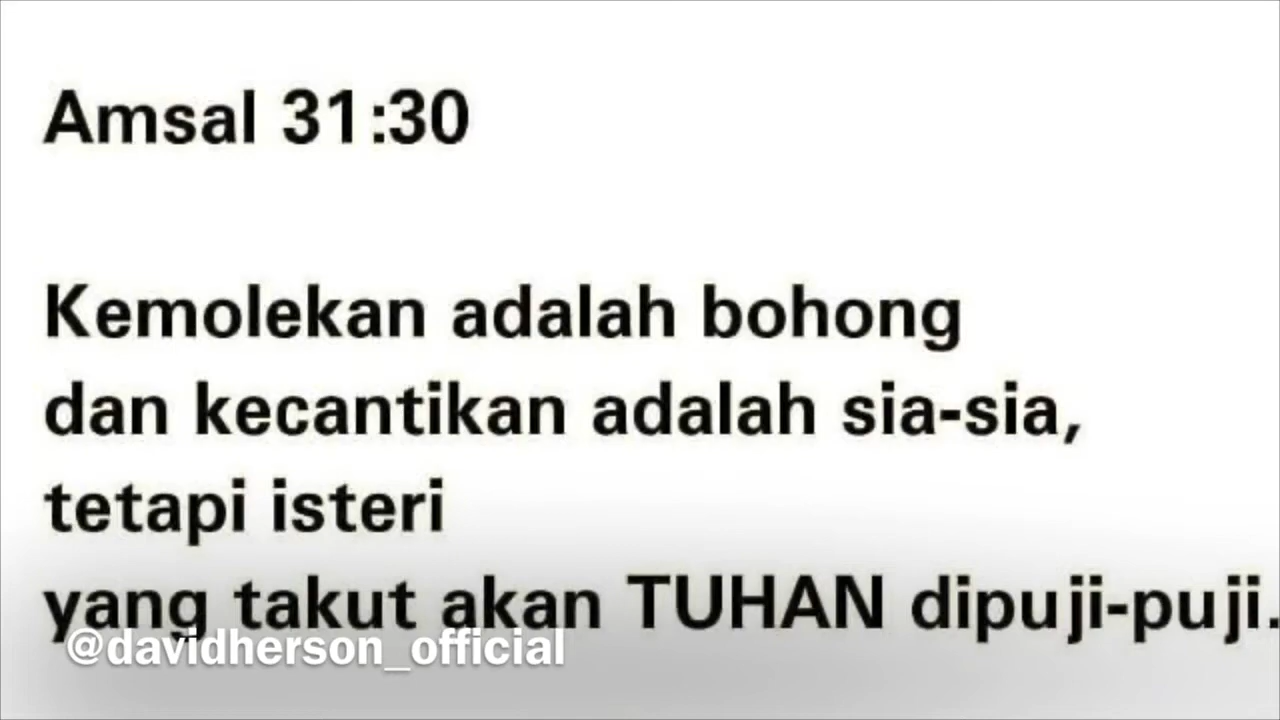 Amsal 31:30
Kemolekan adalah bohong
dan kecantikan adalah sia-sia,
tetapi isteri
yang takut akan TUHAN dipuji-puji.
@davidherson_official